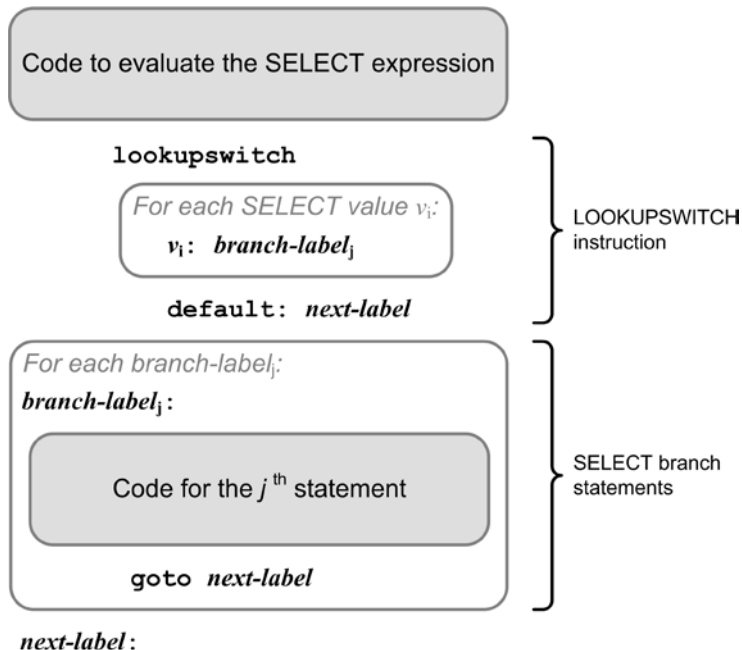 Code to evaluate the SELECT expression
lookupswitch
For each SELECT value vi:
vi: branch-labelj
default: next-label
LOOKUPSWITCH
instruction
For each branch-labelj:
branch-labelj:
Code for the j th statement
goto next-label
SELECT branch
statements
next-label: